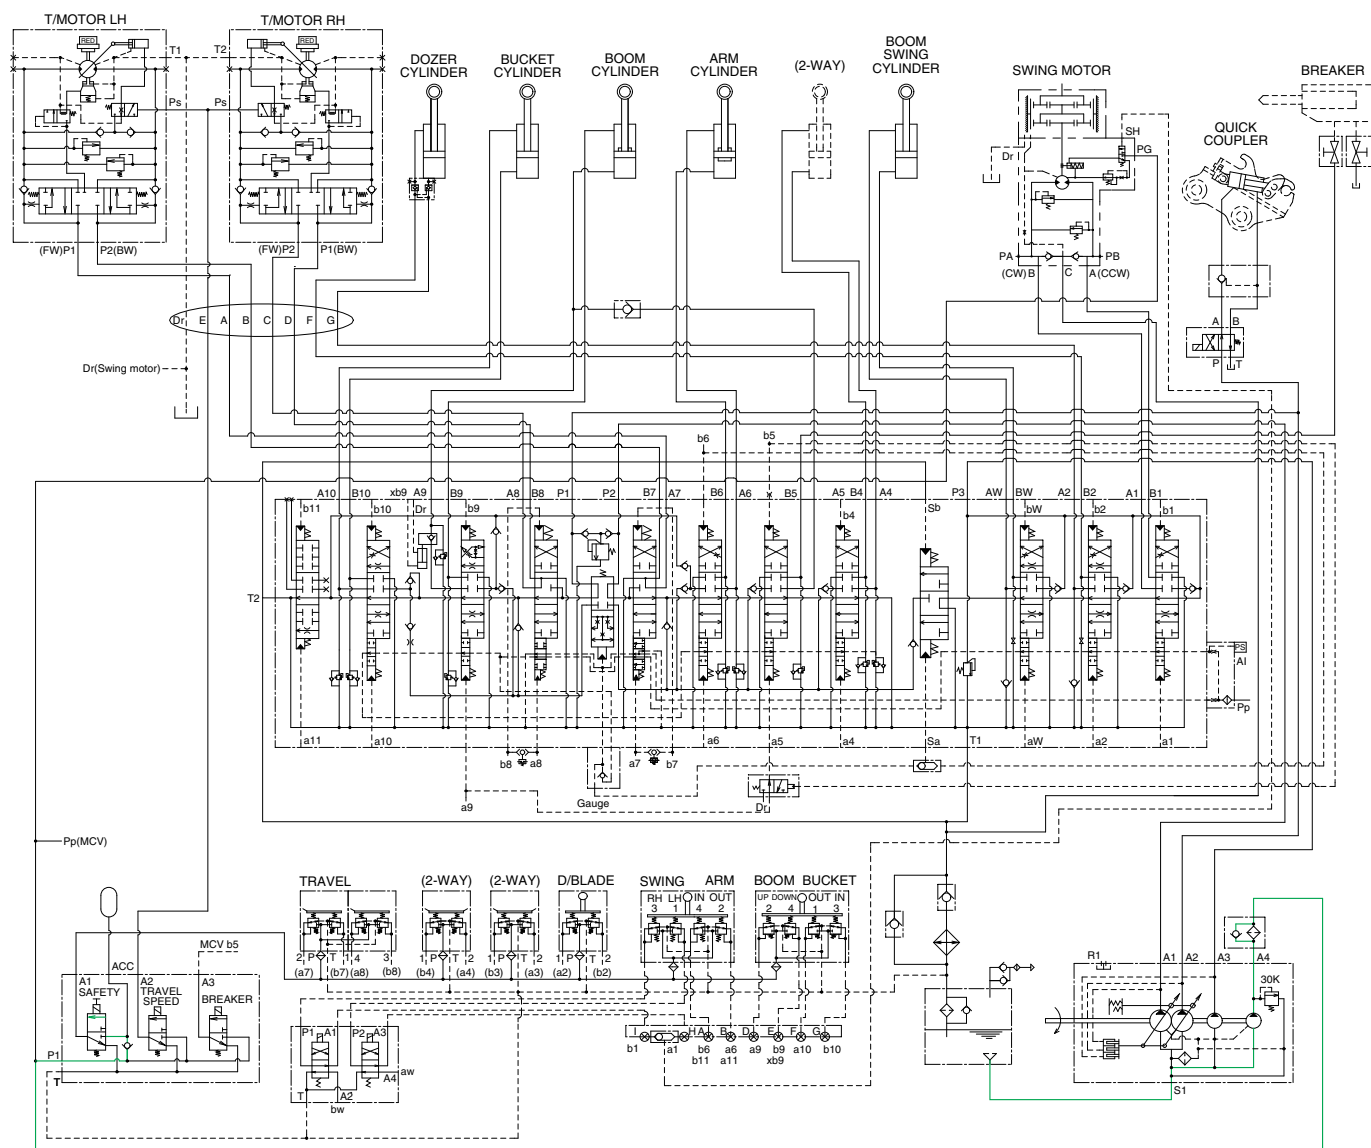 T/MOTOR LH
T/MOTOR RH
RED
RED
T1
T2
Ps
Ps
(FW)P1
P2(BW)
(FW)P2
P1(BW)
DOZER
CYLINDER
BUCKET
CYLINDER
BOOM
CYLINDER
ARM
CYLINDER
(2-WAY)
BOOM
SWING
CYLINDER
SWING MOTOR
BREAKER
QUICK
COUPLER
SH
PG
Dr
PA
PB
(CW) B
C
A (CCW)
A
B
P
T
Dr
E
A
B
C
D
F
G
Dr(Swing motor)
b6
b5
A10
B10
xb9
A9
B9
A8
B8
P1
P2
B7
A7
B6
A6
x
B5
A5
B4
A4
Sb
P3
AW
BW
A2
B2
A1
B1
b11
b10
Dr
b9
b4
bW
b2
b1
T2
PS
AI
Pp
a11
a10
b8
a8
a7
b7
a6
a5
a4
Sa
T1
aW
a2
a1
a9
Gauge
Dr
Pp(MCV)
TRAVEL
(2-WAY)
(2-WAY)
D/BLADE
SWING
ARM
BOOM
BUCKET
RH LH
IN OUT
3 1 4 2
UP DOWN
OUT IN
2 4 1 3
2 P T 1 4 3
(a7)
(b7)
(a8)
(b8)
1 P T 2
(b4)
(a4)
1 P T 2
(b3)
(a3)
1 P T 2
(a2)
(b2)
MCV b5
ACC
A1
SAFETY
A2
TRAVEL
SPEED
A3
BREAKER
P1
T
P1
A1
P2
A3
A4
aw
T
A2
bw
I
H
A
B
D
E
F
G
b1
a1
b6
b11
a6
a11
a9
b9
xb9
a10
b10
R1
A1
A2
A3
A4
30K
S1